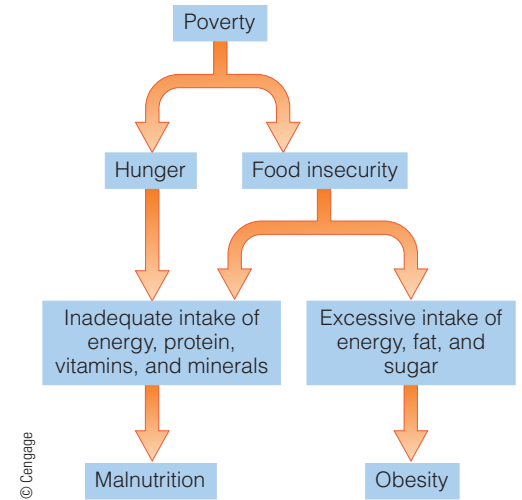 Poverty
Hunger
Food insecurity
Inadequate intake of
energy, protein,
vitamins, and minerals
Excessive intake of
energy, fat, and
sugar
Malnutrition
Obesity
© Cengage